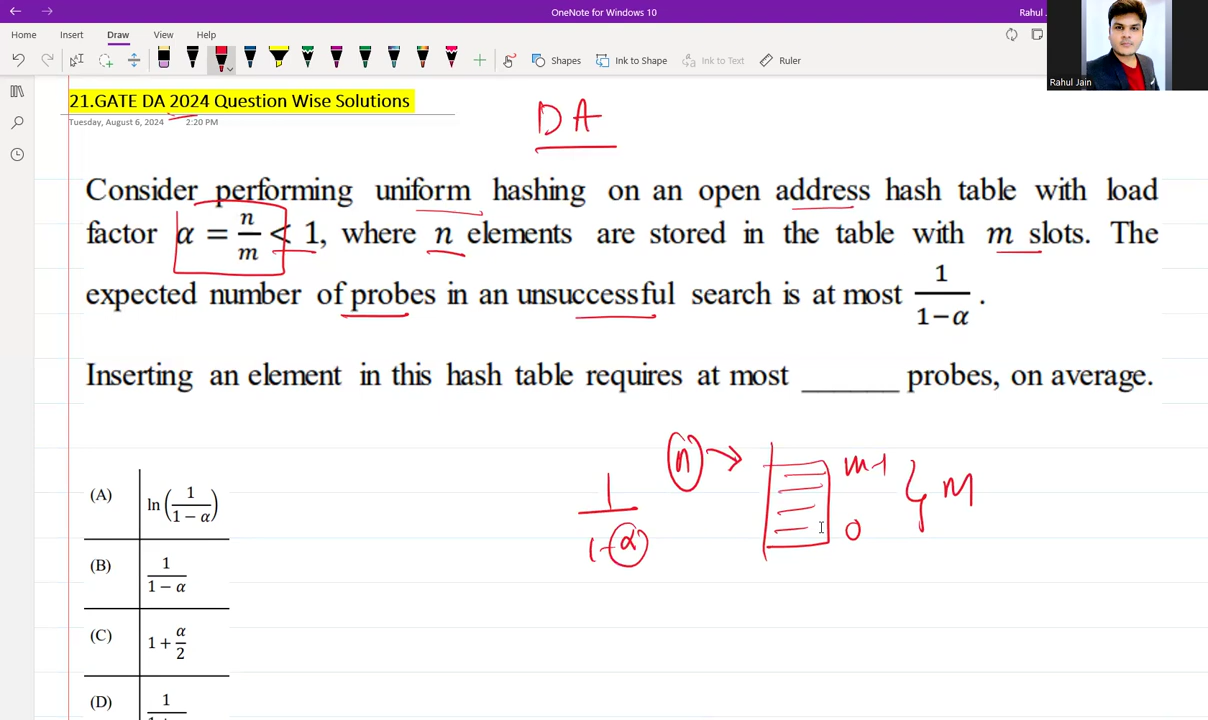 OneNote for Windows 10
Rahul J
Home Insert Draw View Help
Shapes Ink to Shape Ink to Text Ruler
Rahul Jain
21.GATE DA 2024 Question Wise Solutions
Tuesday, August 6, 2024 2:20 PM
DA
Consider performing uniform hashing on an open address hash table with load
factor α = n/m < 1, where n elements are stored in the table with m slots. The
expected number of probes in an unsuccessful search is at most 1/(1−α) .
Inserting an element in this hash table requires at most ______ probes, on average.
(A) ln(1/(1 − α))
(B) 1/(1 − α)
(C) 1 + α/2
(D) 1
1/(1-α)
n
m-1
0
m